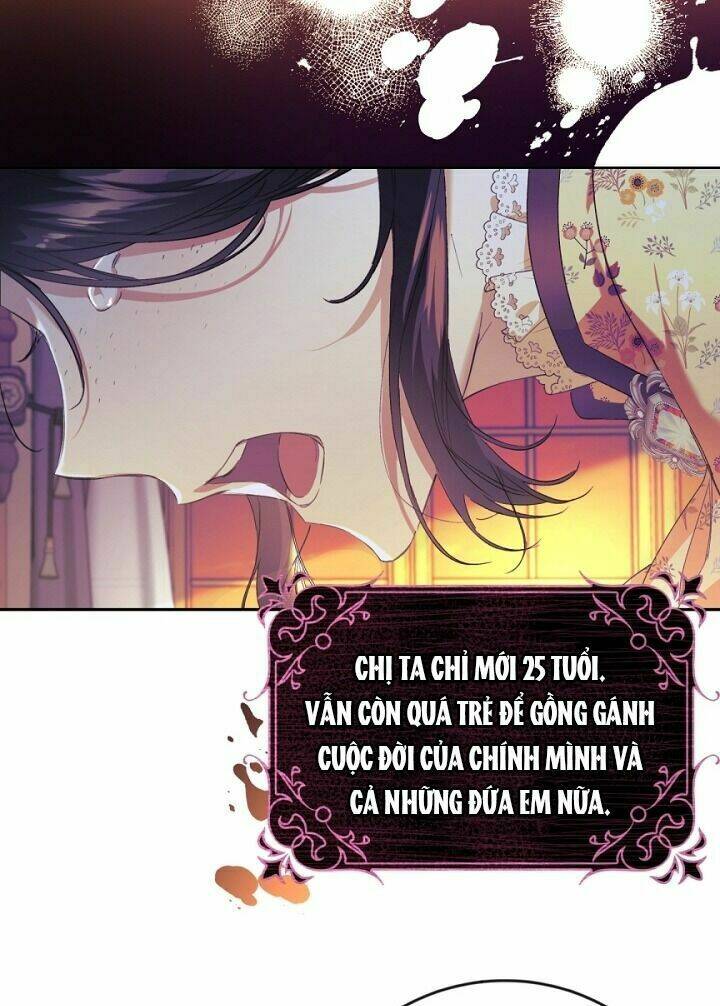 CHỊ TA CHỈ MỚI 25 TUỔI.
VẪN CÒN QUÁ TRẺ ĐỂ GỒNG GÁNH
CUỘC ĐỜI CỦA CHÍNH MÌNH VÀ
CẢ NHỮNG ĐỨA EM NỮA.